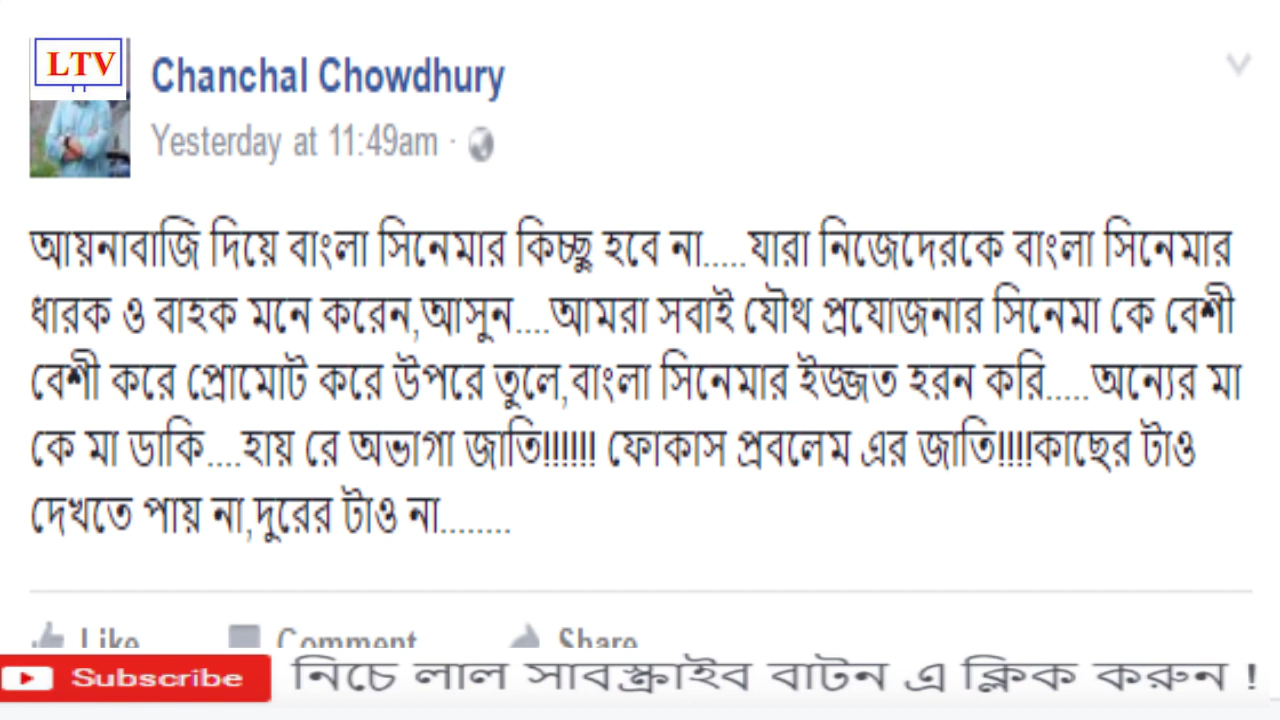 LTV
Chanchal Chowdhury
Yesterday at 11:49am ·
আয়নাবাজি দিয়ে বাংলা সিনেমার কিচ্ছু হবে না.....যারা নিজেদেরকে বাংলা সিনেমার
ধারক ও বাহক মনে করেন,আসুন....আমরা সবাই যৌথ প্রযোজনার সিনেমা কে বেশী
বেশী করে প্রোমোট করে উপরে তুলে,বাংলা সিনেমার ইজ্জত হরন করি.....অন্যের মা
কে মা ডাকি....হায় রে অভাগা জাতি!!!!!! ফোকাস প্রবলেম এর জাতি!!!!কাছের টাও
দেখতে পায় না,দুরের টাও না........
Like Comment Share
Subscribe নিচে লাল সাবস্ক্রাইব বাটন এ ক্লিক করুন !